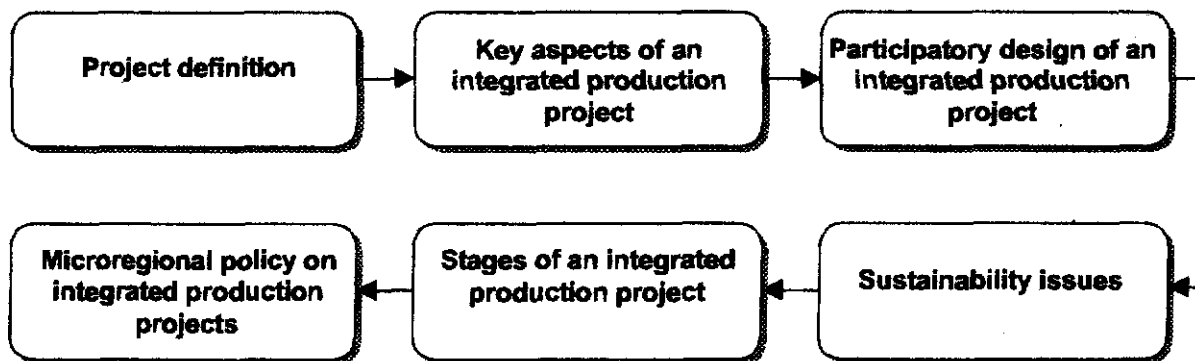 Project definition
Key aspects of an
integrated production
project
Participatory design of an
integrated production
project
Sustainability issues
Stages of an integrated
production project
Microregional policy on
integrated production
projects